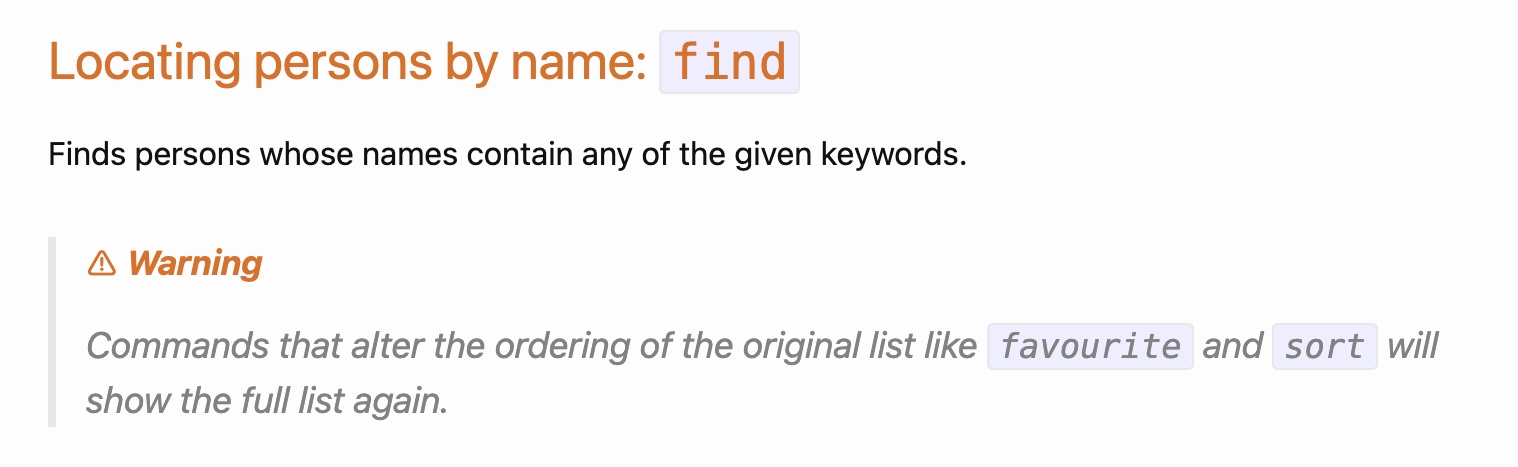 Locating persons by name: find
Finds persons whose names contain any of the given keywords.
Warning
Commands that alter the ordering of the original list like favourite and sort will
show the full list again.